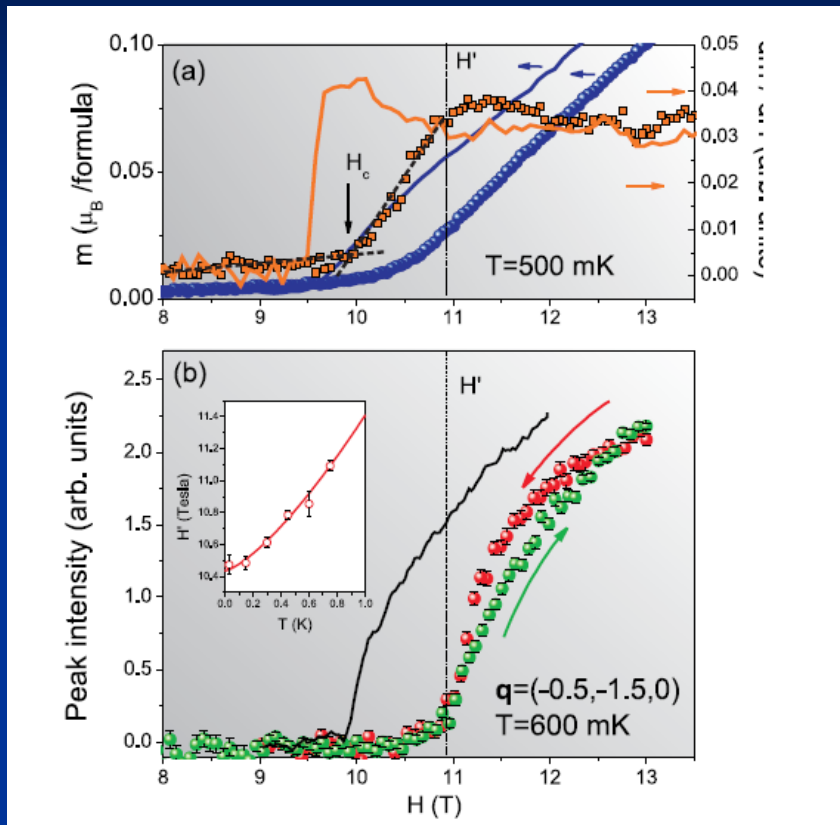 (a)
H'
H_c
T=500 mK
m (μ_B /formula)
0.10
0.05
0.00
0.05
0.04
0.03
0.02
0.01
0.00
8 9 10 11 12 13
(b)
H'
Peak intensity (arb. units)
2.5
2.0
1.5
1.0
0.5
0.0
H' (Tesla)
11.4
11.2
11.0
10.8
10.6
10.4
0.0 0.2 0.4 0.6 0.8 1.0
T (K)
q=(-0.5,-1.5,0)
T=600 mK
8 9 10 11 12 13
H (T)